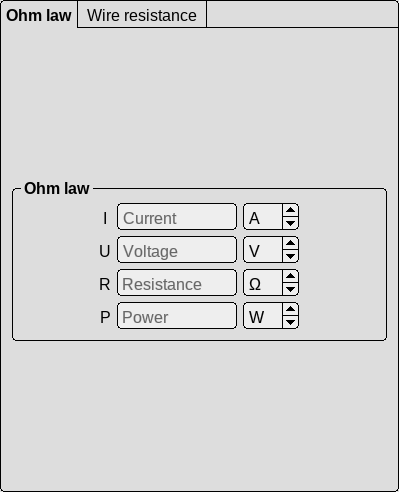 Ohm law Wire resistance
Ohm law
I Current A
U Voltage V
R Resistance Ω
P Power W